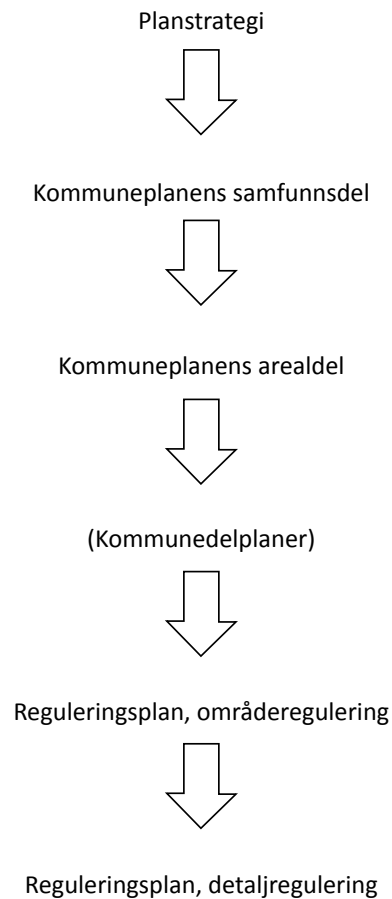 Planstrategi
Kommuneplanens samfunnsdel
Kommuneplanens arealdel
(Kommunedelplaner)
Reguleringsplan, områderegulering
Reguleringsplan, detaljregulering